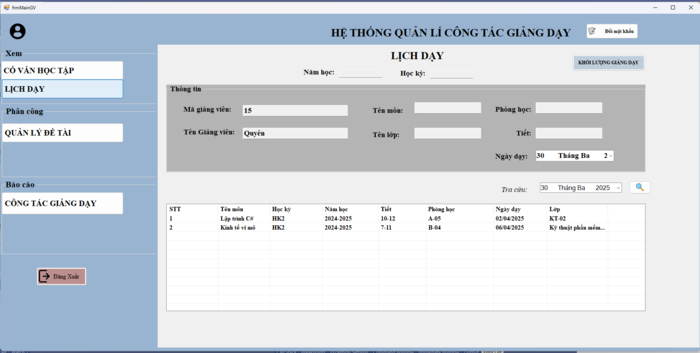 frmMainGV
HỆ THỐNG QUẢN LÍ CÔNG TÁC GIẢNG DẠY
Đổi mật khẩu
Xem
CỐ VẤN HỌC TẬP
LỊCH DẠY
Phân công
QUẢN LÝ ĐỀ TÀI
Báo cáo
CÔNG TÁC GIẢNG DẠY
Đăng Xuất
LỊCH DẠY
Năm học:
Học kỳ:
KHỐI LƯỢNG GIẢNG DẠY
Thông tin
Mã giảng viên: 15
Tên môn:
Phòng học:
Tên Giảng viên: Quyên
Tên lớp:
Tiết:
Ngày dạy: 30 Tháng Ba 2
Tra cứu: 30 Tháng Ba 2025
STT Tên môn Học kỳ Năm học Tiết Phòng học Ngày dạy Lớp
1 Lập trình C# HK2 2024-2025 10-12 A-05 02/04/2025 KT-02
2 Kinh tế vi mô HK2 2024-2025 7-11 B-04 06/04/2025 Kỹ thuật phần mềm...